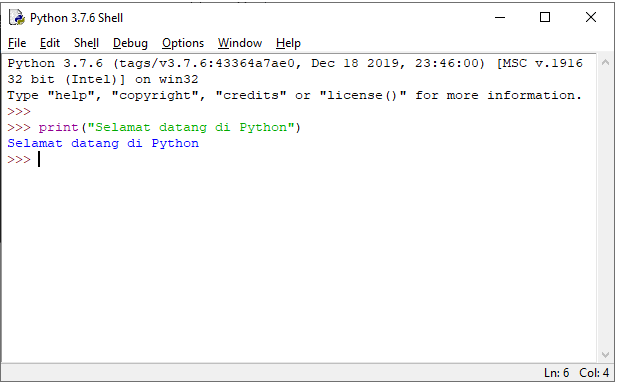 Python 3.7.6 Shell
File Edit Shell Debug Options Window Help
Python 3.7.6 (tags/v3.7.6:43364a7ae0, Dec 18 2019, 23:46:00) [MSC v.1916
32 bit (Intel)] on win32
Type "help", "copyright", "credits" or "license()" for more information.
>>>
>>> print("Selamat datang di Python")
Selamat datang di Python
>>>
Ln: 6 Col: 4